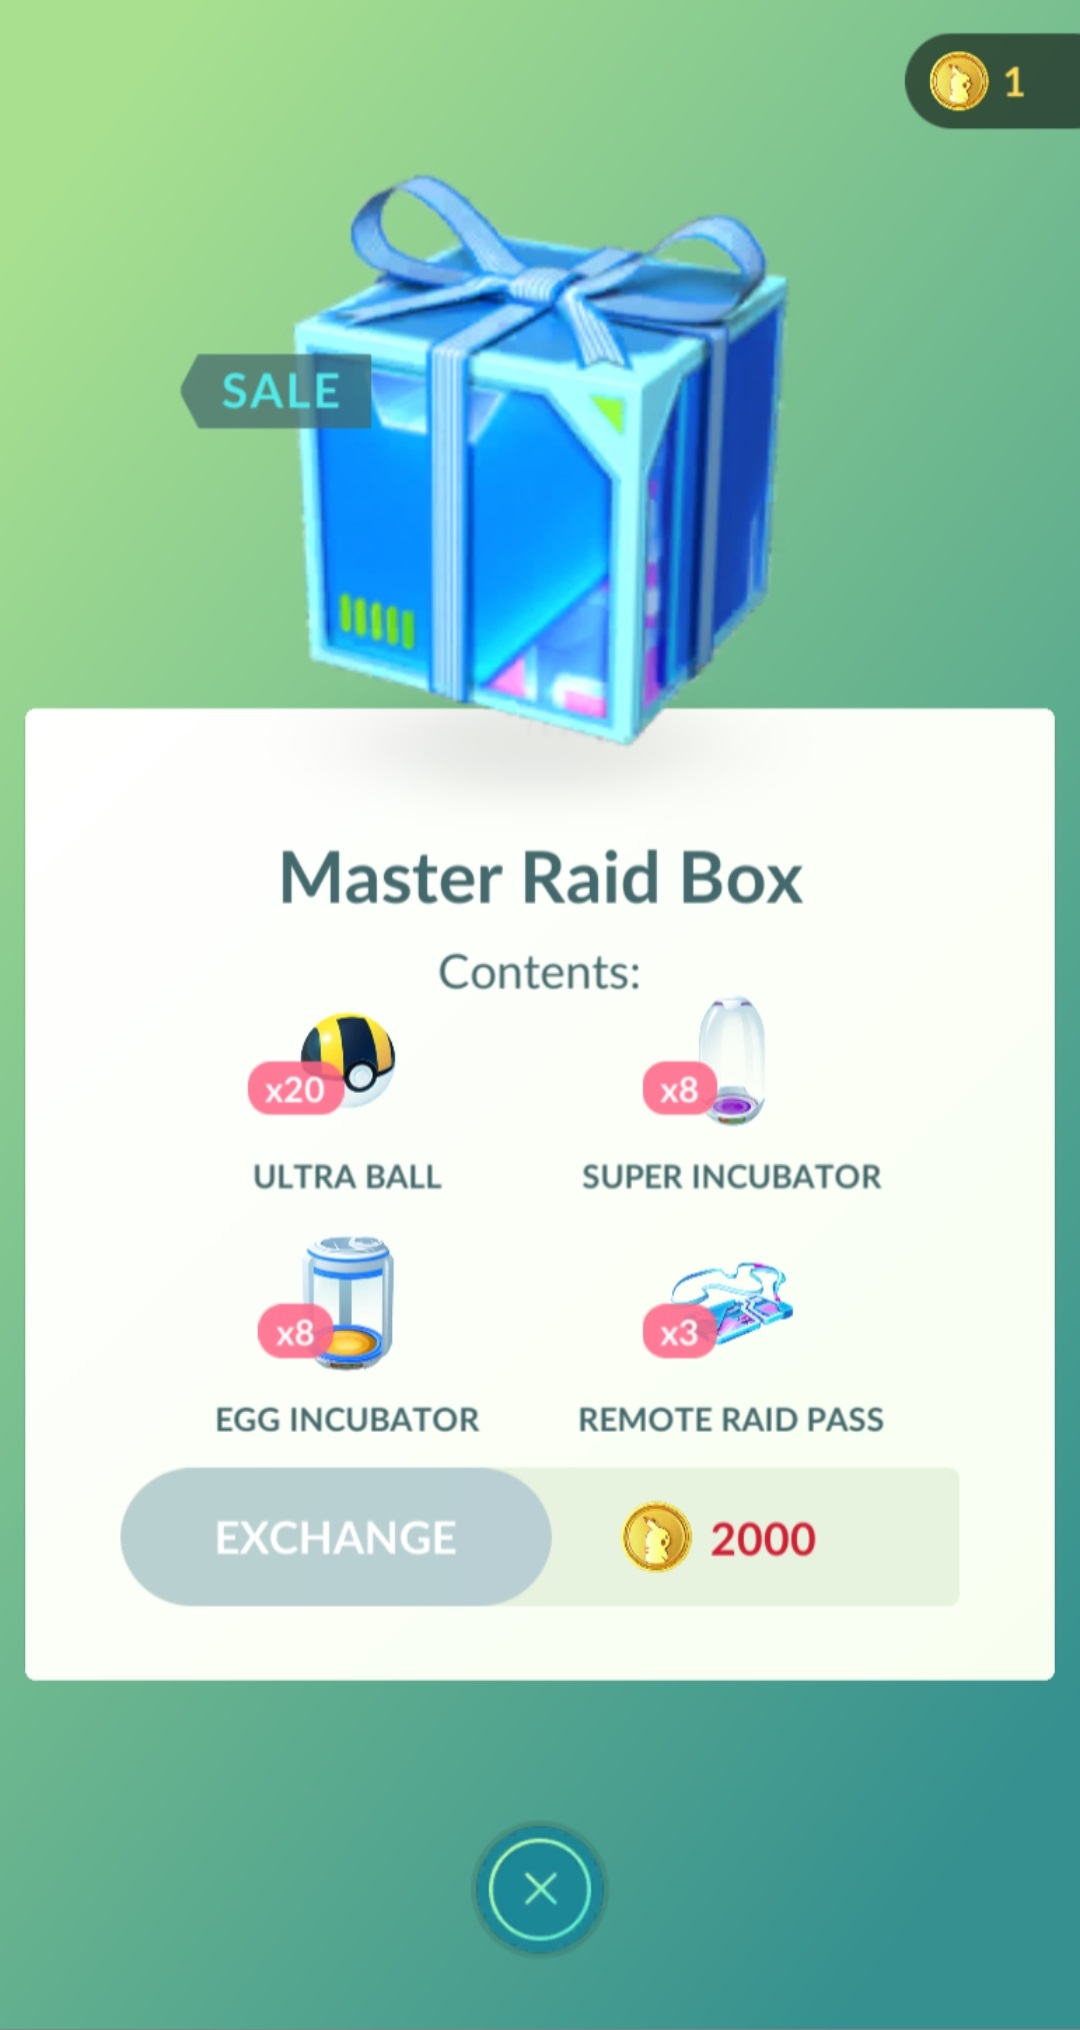 1
SALE
Master Raid Box
Contents:
x20
x8
ULTRA BALL
SUPER INCUBATOR
x8
x3
EGG INCUBATOR
REMOTE RAID PASS
EXCHANGE
2000